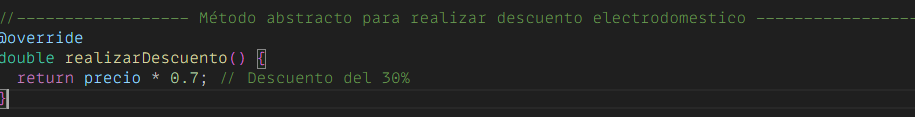 //----------------- Método abstracto para realizar descuento electrodomestico ----------------
@override
double realizarDescuento() {
  return precio * 0.7; // Descuento del 30%
}